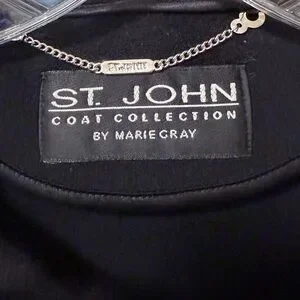 ST. JOHN
COAT COLLECTION
BY MARIE GRAY